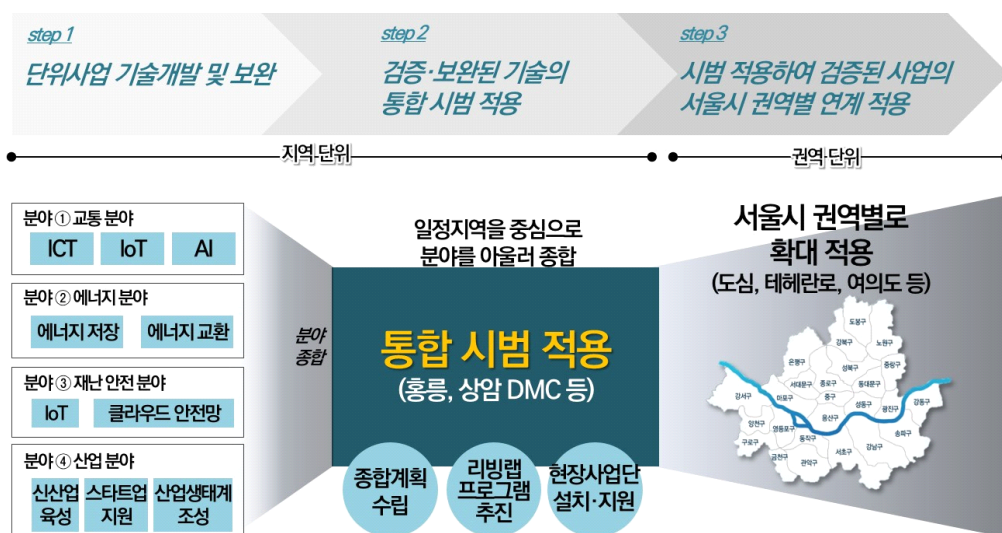 step 1
단위사업 기술개발 및 보완
step 2
검증·보완된 기술의
통합 시범 적용
step 3
시범 적용하여 검증된 사업의
서울시 권역별 연계 적용
지역 단위
권역 단위
분야 ① 교통 분야
ICT
IoT
AI
분야 ② 에너지 분야
에너지 저장
에너지 교환
분야 ③ 재난 안전 분야
IoT
클라우드 안전망
분야 ④ 산업 분야
신산업
육성
스타트업
지원
산업생태계
조성
분야
종합
일정지역을 중심으로
분야를 아울러 종합
통합 시범 적용
(홍릉, 상암 DMC 등)
종합계획
수립
리빙랩
프로그램
추진
현장사업단
설치·지원
서울시 권역별로
확대 적용
(도심, 테헤란로, 여의도 등)
도봉구
강북구
노원구
은평구
성북구
중랑구
서대문구
종로구
동대문구
강서구
마포구
중구
성동구
광진구
강동구
용산구
양천구
영등포구
동작구
송파구
구로구
서초구
강남구
금천구
관악구